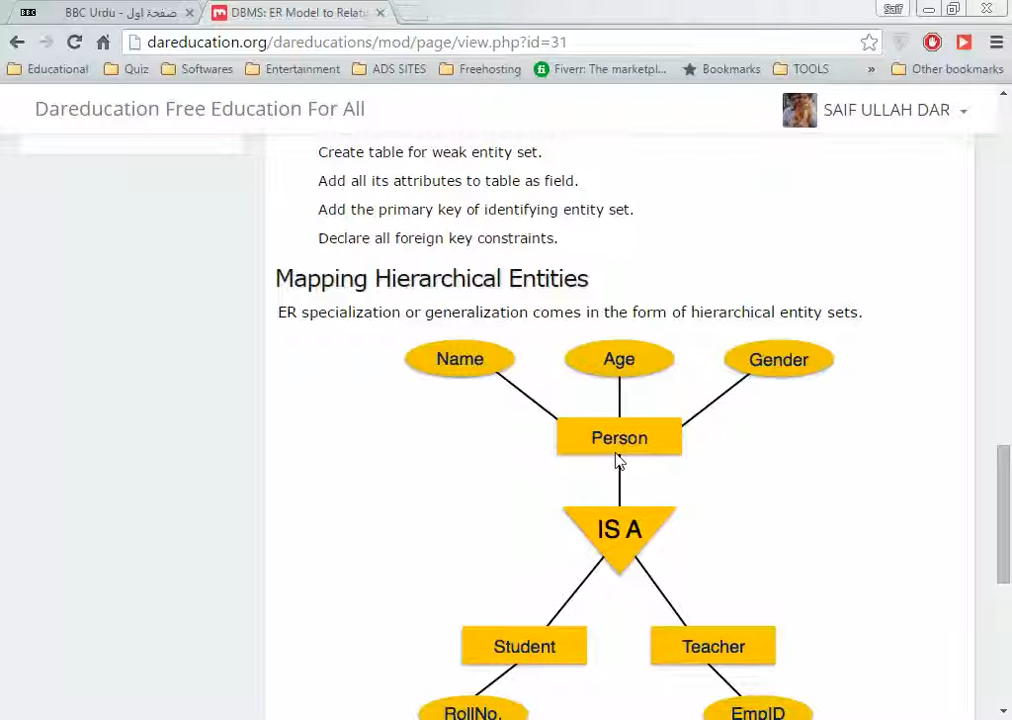 BBC BBC Urdu - صفحۂ اول
DBMS: ER Model to Relat
Saif
dareducation.org/dareducations/mod/page/view.php?id=31
Educational Quiz Softwares Entertainment ADS SITES Freehosting Fiverr: The marketpl... Bookmarks TOOLS » Other bookmarks
Dareducation Free Education For All
SAIF ULLAH DAR
Create table for weak entity set.
Add all its attributes to table as field.
Add the primary key of identifying entity set.
Declare all foreign key constraints.
Mapping Hierarchical Entities
ER specialization or generalization comes in the form of hierarchical entity sets.
Name Age Gender
Person
IS A
Student Teacher
RollNo. EmpID